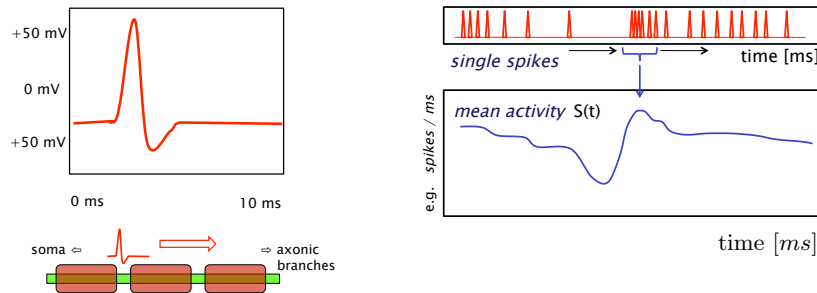 +50 mV
0 mV
+50 mV
0 ms
10 ms
soma ⇦
⇨ axonic
branches
single spikes
time [ms]
mean activity S(t)
e.g. spikes / ms
time [ms]